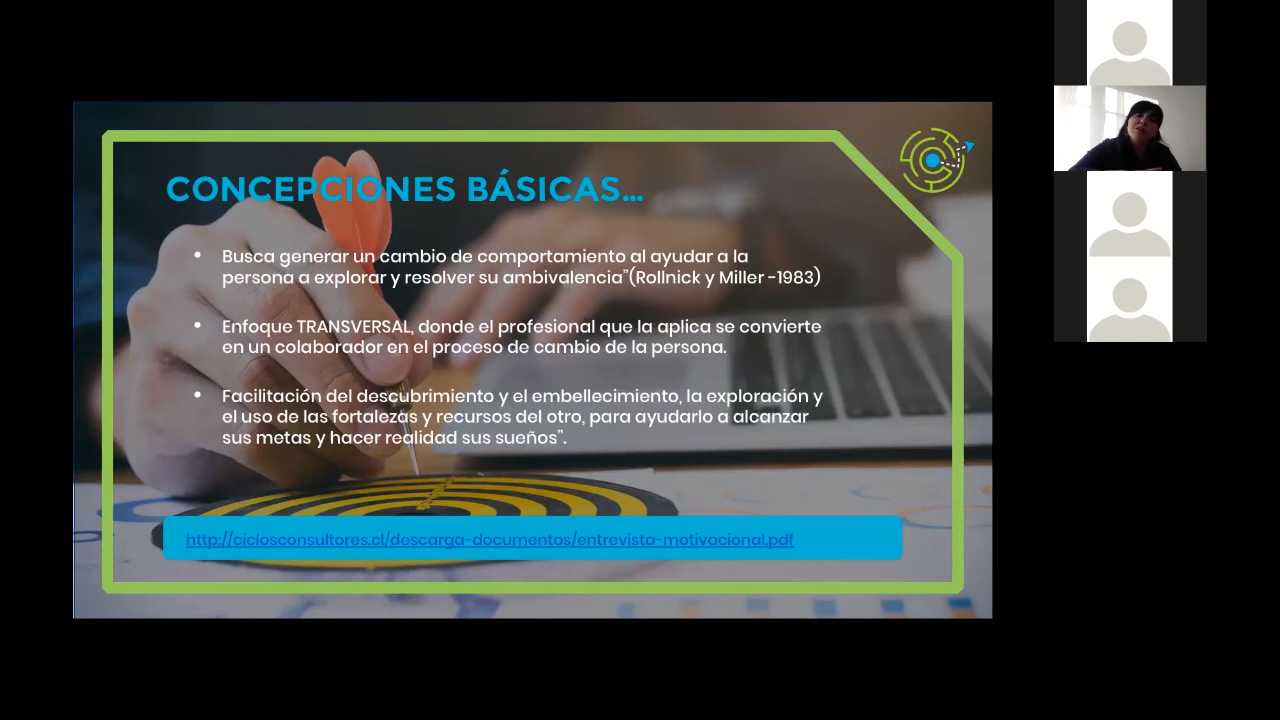 CONCEPCIONES BÁSICAS...
• Busca generar un cambio de comportamiento al ayudar a la
persona a explorar y resolver su ambivalencia”(Rollnick y Miller -1983)
• Enfoque TRANSVERSAL, donde el profesional que la aplica se convierte
en un colaborador en el proceso de cambio de la persona.
• Facilitación del descubrimiento y el embellecimiento, la exploración y
el uso de las fortalezas y recursos del otro, para ayudarlo a alcanzar
sus metas y hacer realidad sus sueños”.
http://ciclosconsultores.cl/descarga-documentos/entrevista-motivacional.pdf